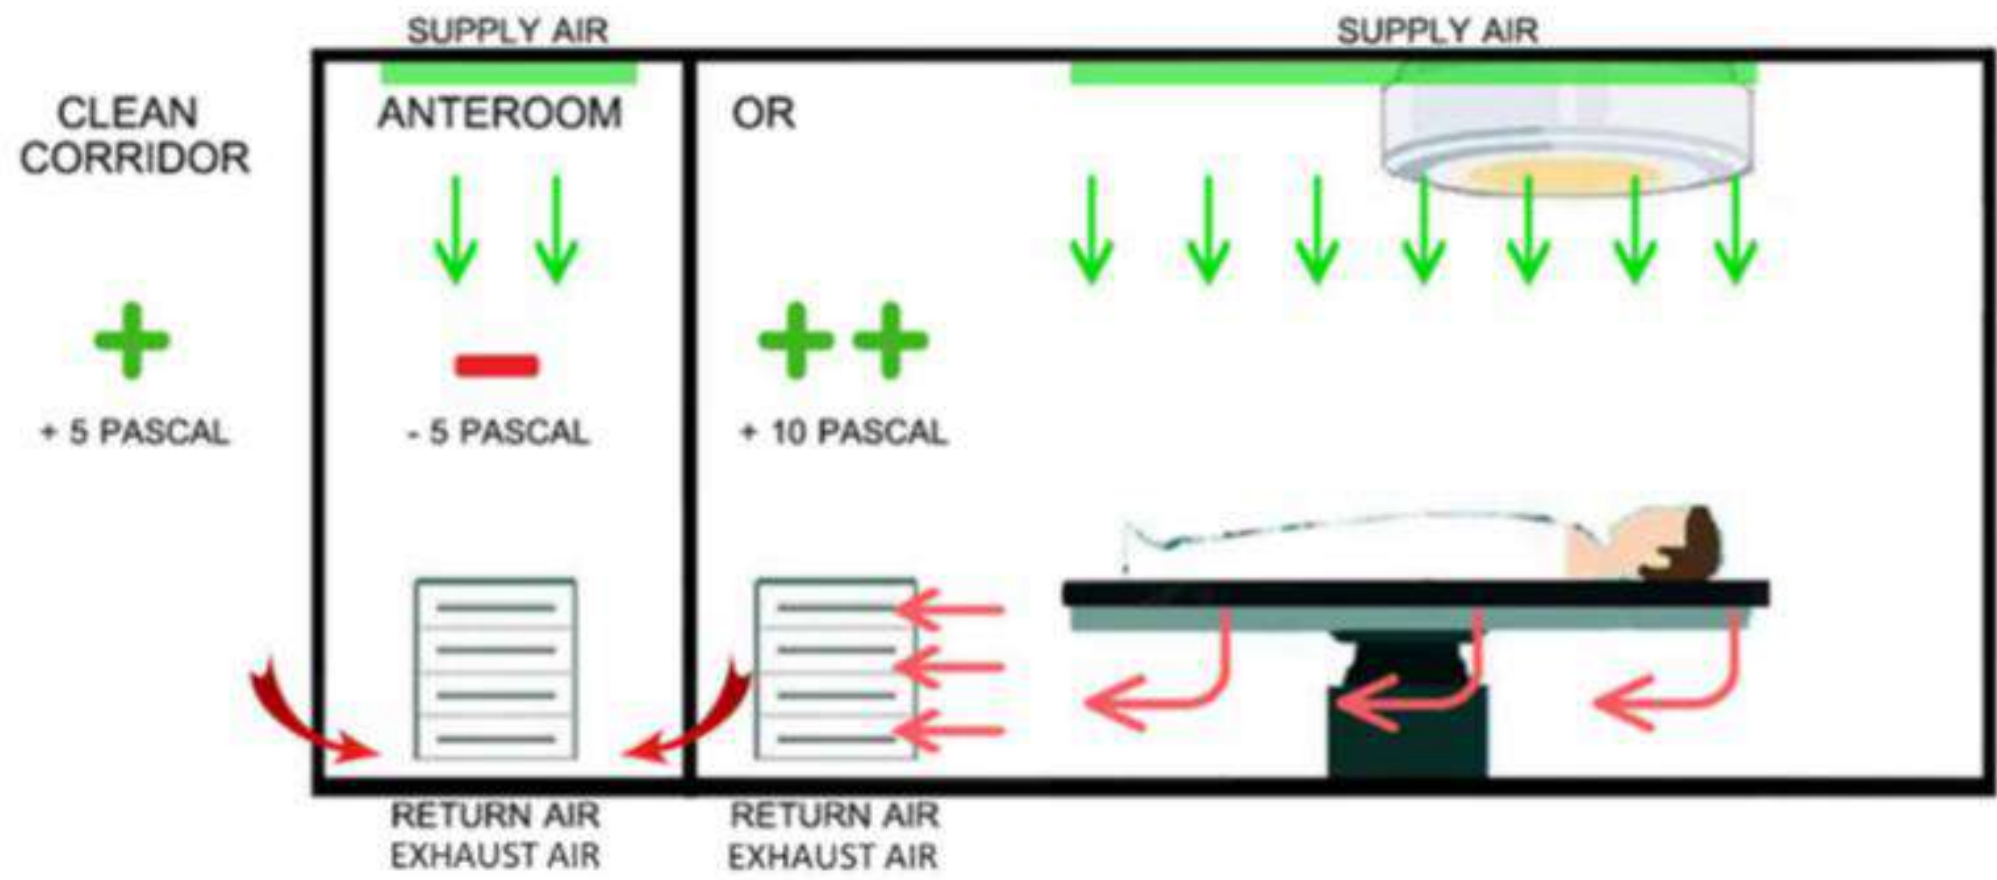 SUPPLY AIR
SUPPLY AIR
CLEAN
CORRIDOR
ANTEROOM
OR
+ 5 PASCAL
- 5 PASCAL
+ 10 PASCAL
RETURN AIR
EXHAUST AIR
RETURN AIR
EXHAUST AIR